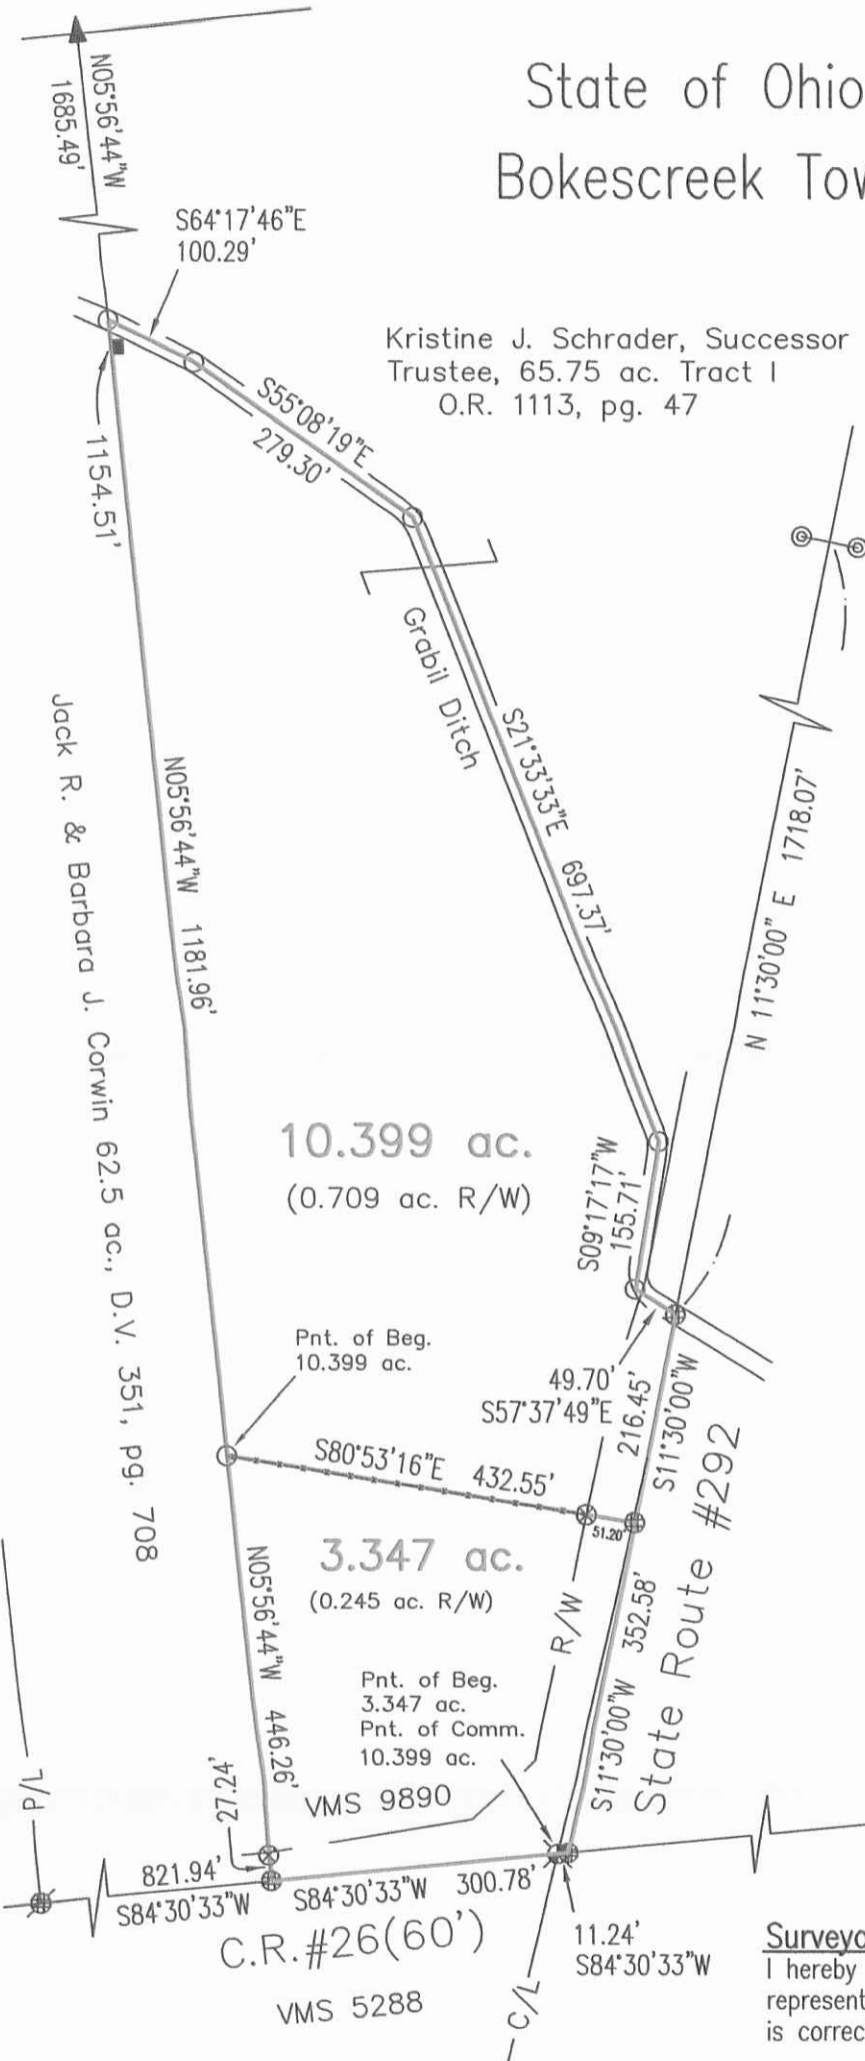 State of Ohio
Bokescreek Tow
N05°56'44"W
1685.49'
S64°17'46"E
100.29'
Kristine J. Schrader, Successor
Trustee, 65.75 ac. Tract I
O.R. 1113, pg. 47
S55°08'19"E
279.30'
1154.51'
Grabil Ditch
S21°33'33"E 697.37'
N 11°30'00" E 1718.07'
Jack R. & Barbara J. Corwin 62.5 ac., D.V. 351, pg. 708
N05°56'44"W 1181.96'
10.399 ac.
(0.709 ac. R/W)
S09°17'17"W
155.71'
Pnt. of Beg.
10.399 ac.
49.70'
S57°37'49"E
216.45'
S11°30'00"W
S80°53'16"E 432.55'
51.20'
State Route #292
3.347 ac.
(0.245 ac. R/W)
N05°56'44"W 446.26'
R/W
S11°30'00"W 352.58'
Pnt. of Beg.
3.347 ac.
Pnt. of Comm.
10.399 ac.
27.24'
VMS 9890
P/L
821.94'
S84°30'33"W
S84°30'33"W 300.78'
C.R.#26(60')
11.24'
S84°30'33"W
VMS 5288
C/L
Surveyo
I hereby
represent
is correc